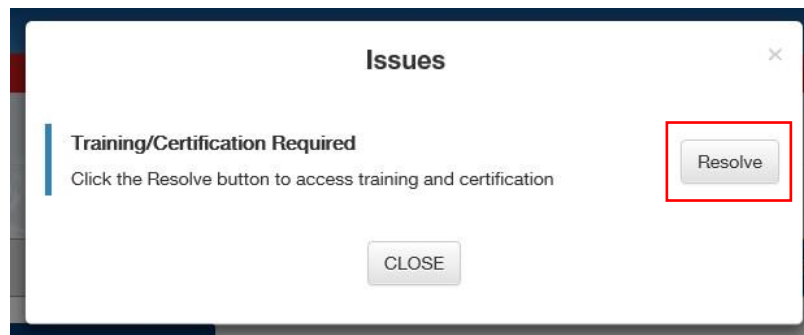 Issues
×
Training/Certification Required
Click the Resolve button to access training and certification
Resolve
CLOSE